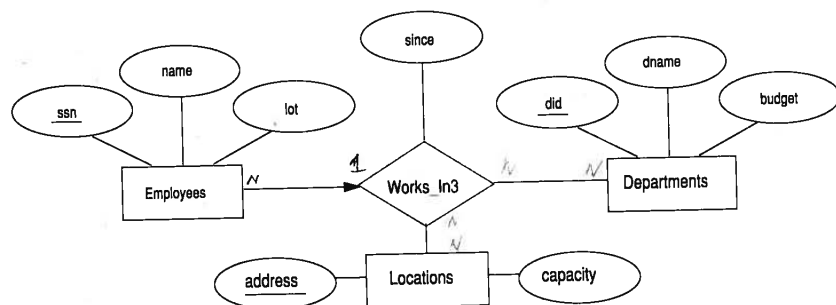 since
name
dname
ssn
lot
did
budget
Employees
N
1
Works_In3
N
N
Departments
N
N
address
Locations
capacity